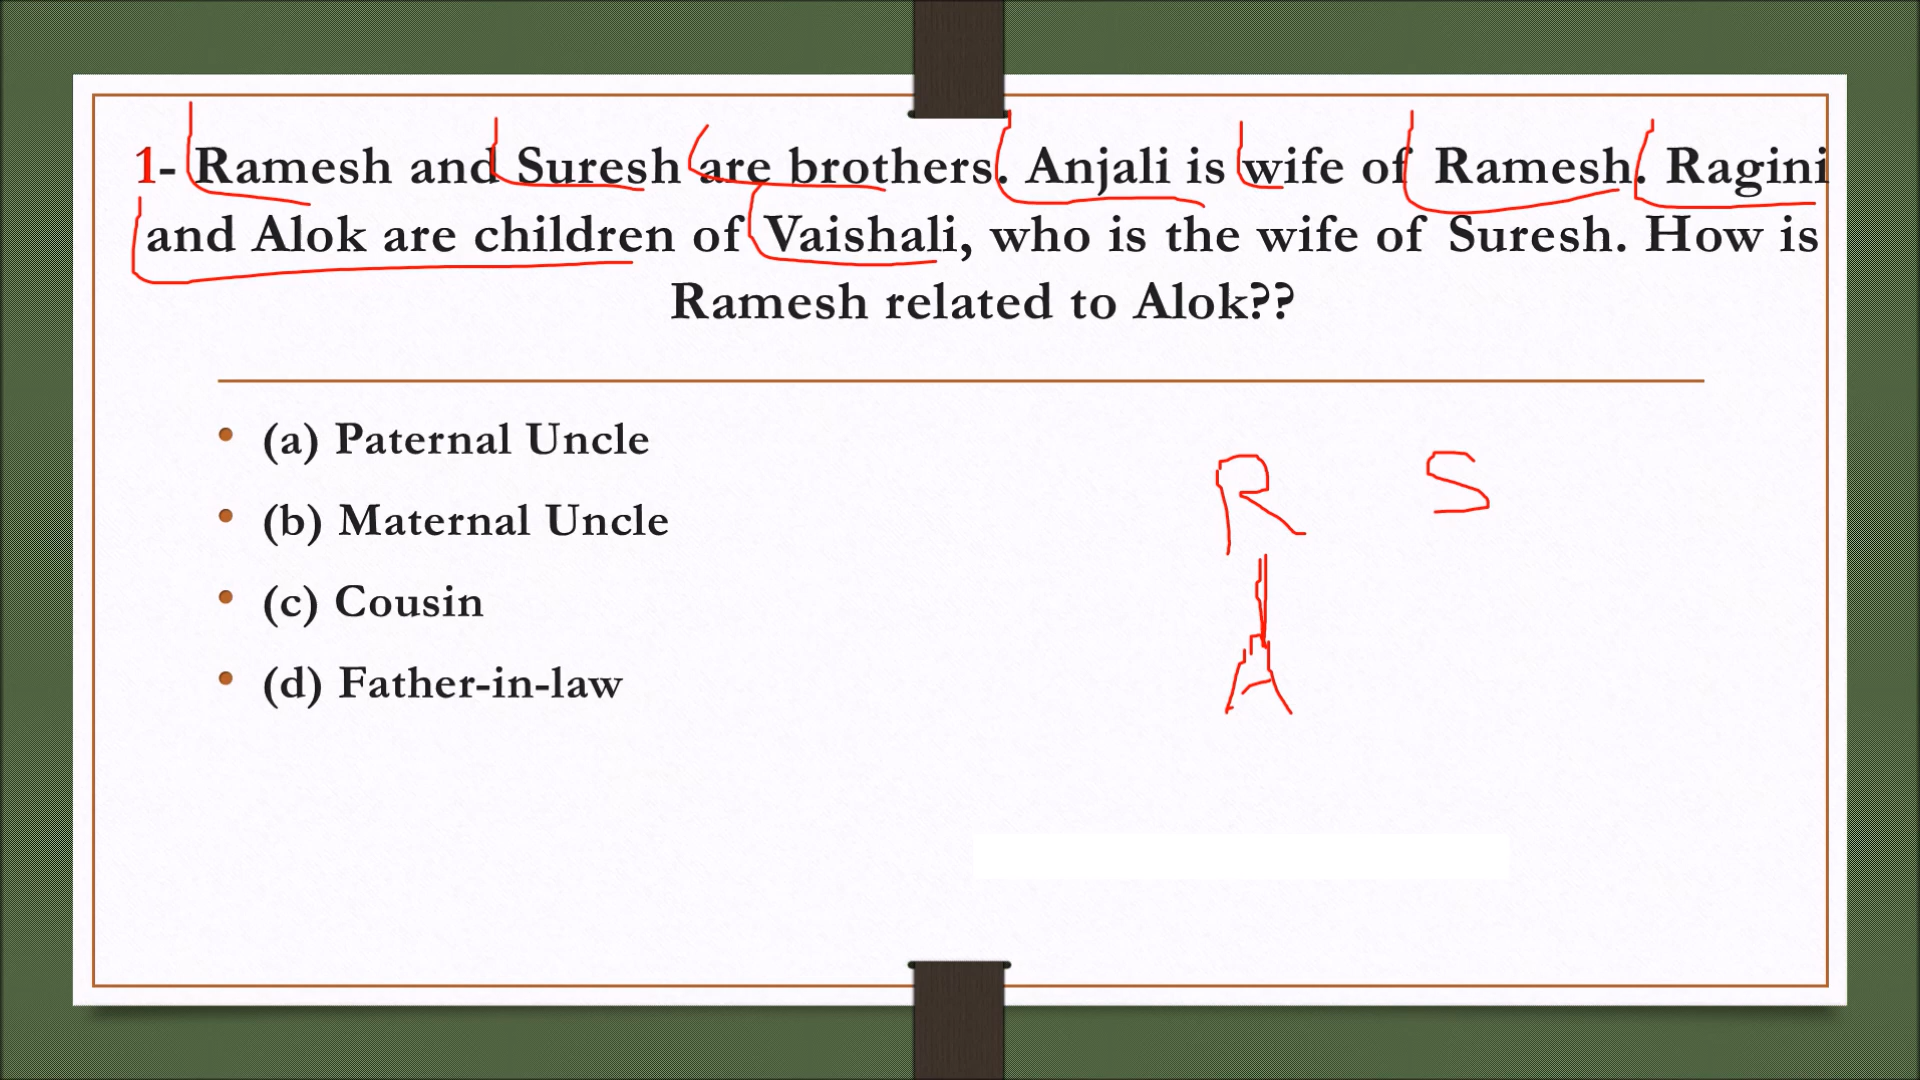 1- Ramesh and Suresh are brothers. Anjali is wife of Ramesh. Ragini
and Alok are children of Vaishali, who is the wife of Suresh. How is
Ramesh related to Alok??
(a) Paternal Uncle
(b) Maternal Uncle
(c) Cousin
(d) Father-in-law
R S
A